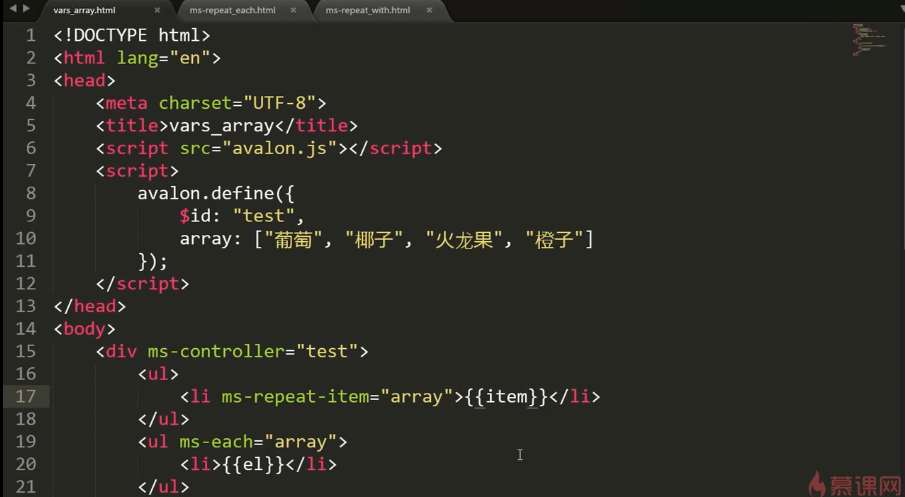 vars_array.html ms-repeat_each.html ms-repeat_with.html
1 <!DOCTYPE html>
2 <html lang="en">
3 <head>
4 <meta charset="UTF-8">
5 <title>vars_array</title>
6 <script src="avalon.js"></script>
7 <script>
8 avalon.define({
9 $id: "test",
10 array: ["葡萄", "椰子", "火龙果", "橙子"]
11 });
12 </script>
13 </head>
14 <body>
15 <div ms-controller="test">
16 <ul>
17 <li ms-repeat-item="array">{{item}}</li>
18 </ul>
19 <ul ms-each="array">
20 <li>{{el}}</li>
21 </ul>
慕课网